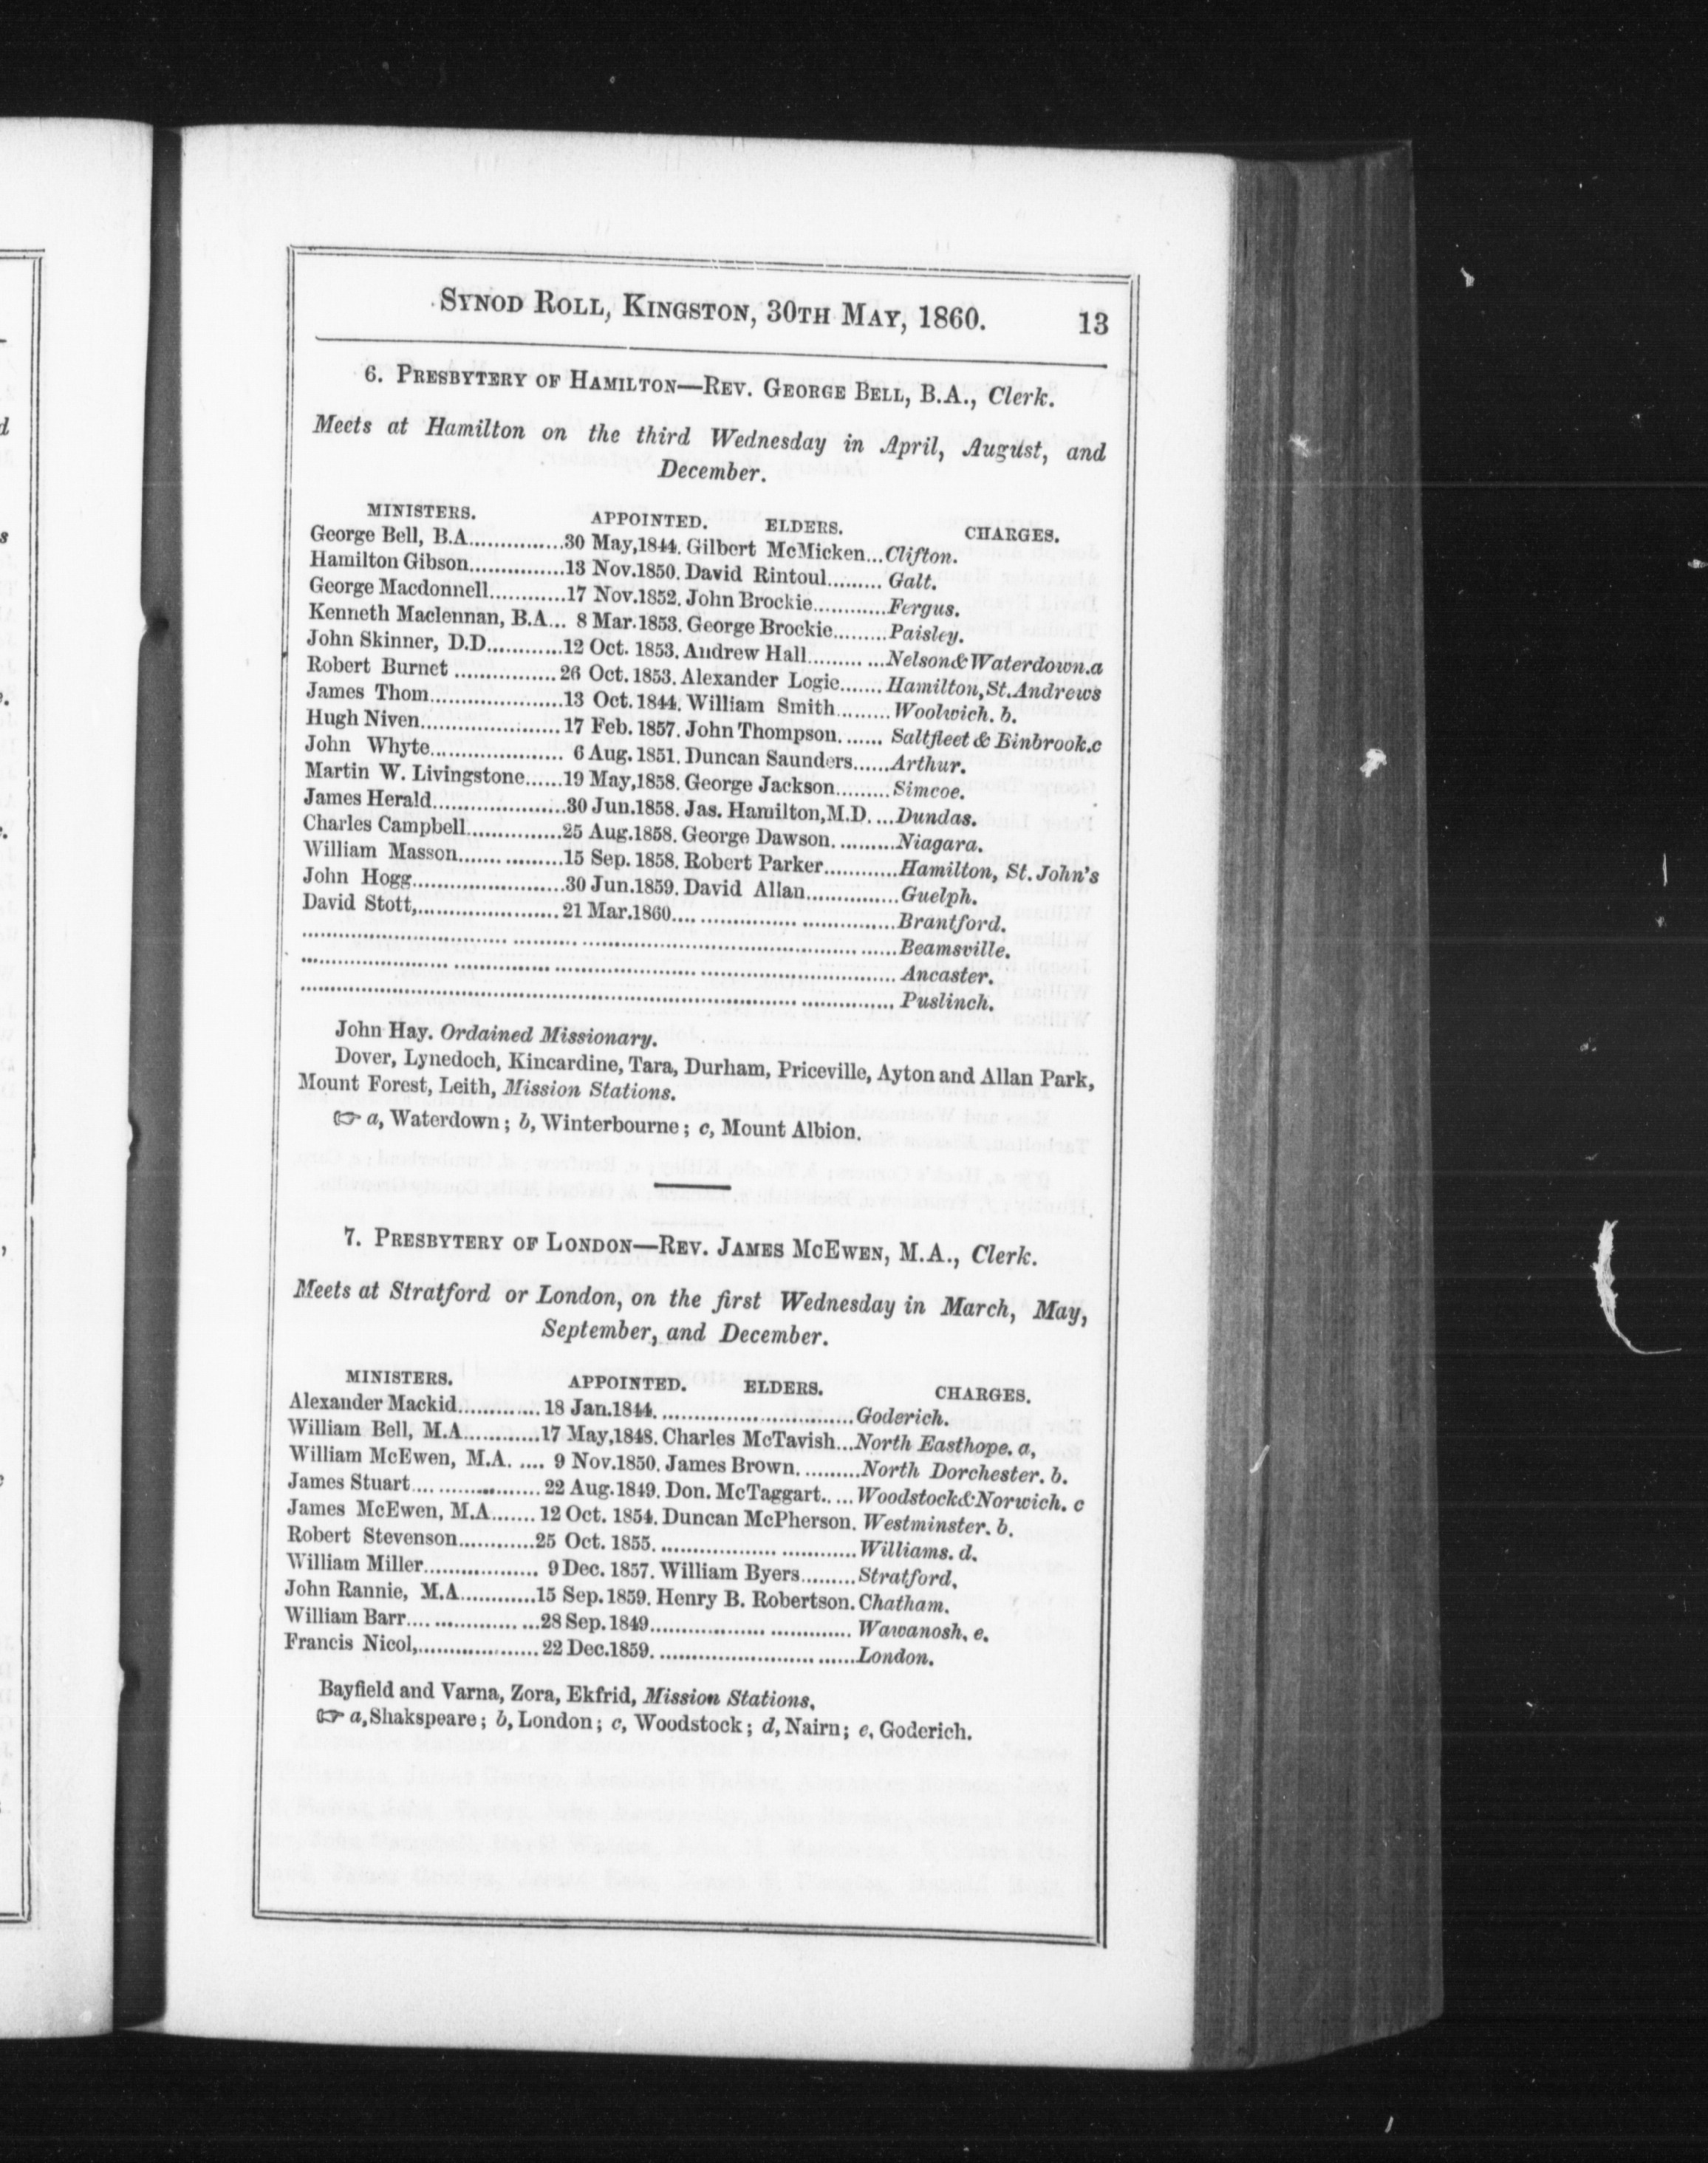 SYNOD ROLL, KINGSTON, 30TH MAY, 1860. 13
6. PRESBYTERY OF HAMILTON—REV. GEORGE BELL, B.A., Clerk.
Meets at Hamilton on the third Wednesday in April, August, and
December.
MINISTERS. APPOINTED. ELDERS. CHARGES.
George Bell, B.A..............30 May,1844. Gilbert McMicken...Clifton.
Hamilton Gibson...............13 Nov.1850. David Rintoul......... Galt.
George Macdonnell............17 Nov.1852. John Brockie............Fergus.
Kenneth Maclennan, B.A... 8 Mar.1853. George Brockie.........Paisley.
John Skinner, D.D............12 Oct. 1853. Andrew Hall......... ...Nelson&Waterdown.a
Robert Burnet ................26 Oct. 1853. Alexander Logie.......Hamilton,St.Andrews
James Thom.....................13 Oct. 1844. William Smith.........Woolwich. b.
Hugh Niven......................17 Feb. 1857. John Thompson....... Saltfleet & Binbrook.c
John Whyte..................... 6 Aug. 1851. Duncan Saunders......Arthur.
Martin W. Livingstone......19 May,1858. George Jackson.........Simcoe.
James Herald.....................30 Jun.1858. Jas. Hamilton,M.D. ...Dundas.
Charles Campbell...............25 Aug.1858. George Dawson. .........Niagara.
William Masson....... .........15 Sep. 1858. Robert Parker............Hamilton, St. John's
John Hogg........................30 Jun.1859. David Allan...............Guelph.
David Stott,......................21 Mar.1860.... ............... ...............Brantford.
................................. .......... ............................................ ......Beamsville.
........................ ............... ....................... ............................... Ancaster.
................................................................................ ............... Puslinch.
John Hay. Ordained Missionary.
Dover, Lynedoch, Kincardine, Tara, Durham, Priceville, Ayton and Allan Park,
Mount Forest, Leith, Mission Stations.
☞ a, Waterdown; b, Winterbourne; c, Mount Albion.
7. PRESBYTERY OF LONDON—REV. JAMES MCEWEN, M.A., Clerk.
Meets at Stratford or London, on the first Wednesday in March, May,
September, and December.
MINISTERS. APPOINTED. ELDERS. CHARGES.
Alexander Mackid.............18 Jan.1844. ...............................Goderich.
William Bell, M.A............17 May,1848. Charles McTavish...North Easthope. a,
William McEwen, M.A. .... 9 Nov.1850. James Brown. .........North Dorchester. b.
James Stuart.... ................22 Aug.1849. Don. McTaggart.. ...Woodstock&Norwich. c
James McEwen, M.A....... 12 Oct. 1854. Duncan McPherson. Westminster. b.
Robert Stevenson............25 Oct. 1855. ................... ............Williams. d.
William Miller.................. 9 Dec. 1857. William Byers.........Stratford.
John Rannie, M.A............15 Sep. 1859. Henry B. Robertson. Chatham.
William Barr.... .............. ...28 Sep. 1849................... ............. Wawanosh. e.
Francis Nicol,...................22 Dec.1859. ......................... ......London.
Bayfield and Varna, Zora, Ekfrid, Mission Stations.
☞ a, Shakspeare; b, London; c, Woodstock; d, Nairn; e, Goderich.